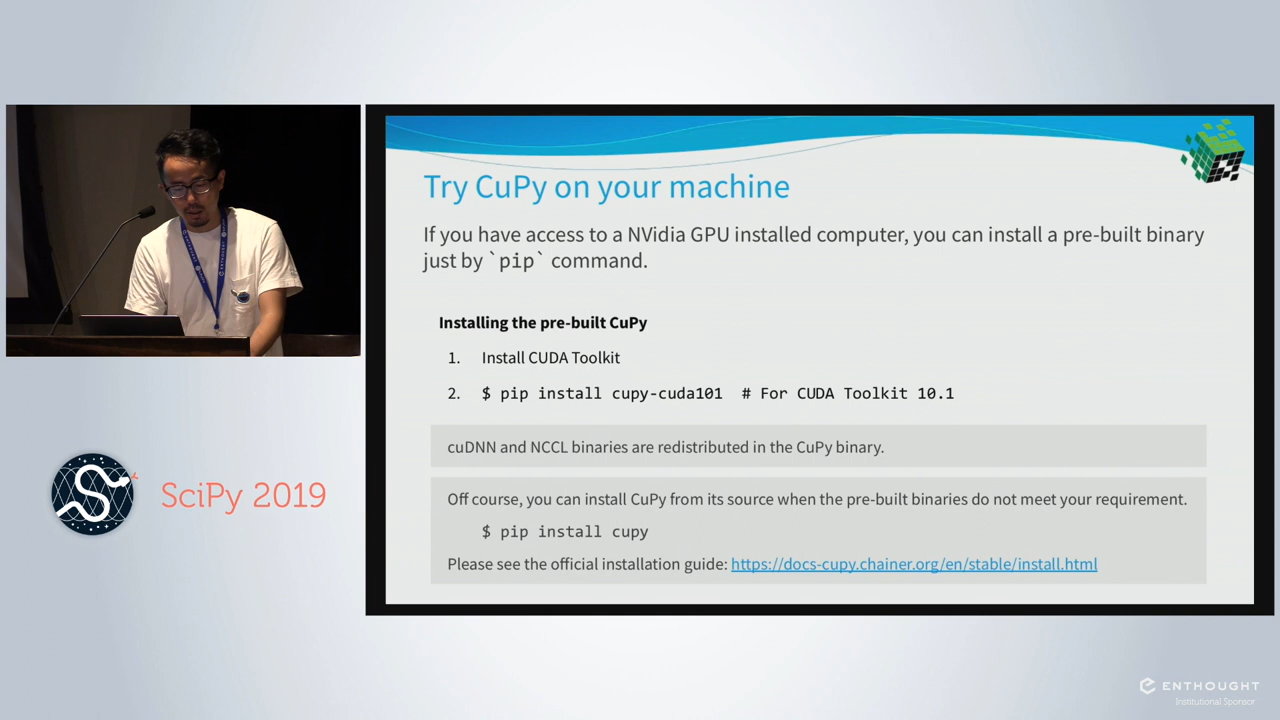 Try CuPy on your machine
If you have access to a NVidia GPU installed computer, you can install a pre-built binary
just by `pip` command.
Installing the pre-built CuPy
1. Install CUDA Toolkit
2. $ pip install cupy-cuda101 # For CUDA Toolkit 10.1
cuDNN and NCCL binaries are redistributed in the CuPy binary.
Off course, you can install CuPy from its source when the pre-built binaries do not meet your requirement.
$ pip install cupy
Please see the official installation guide: https://docs-cupy.chainer.org/en/stable/install.html
SciPy 2019
ENTHOUGHT
Institutional Sponsor